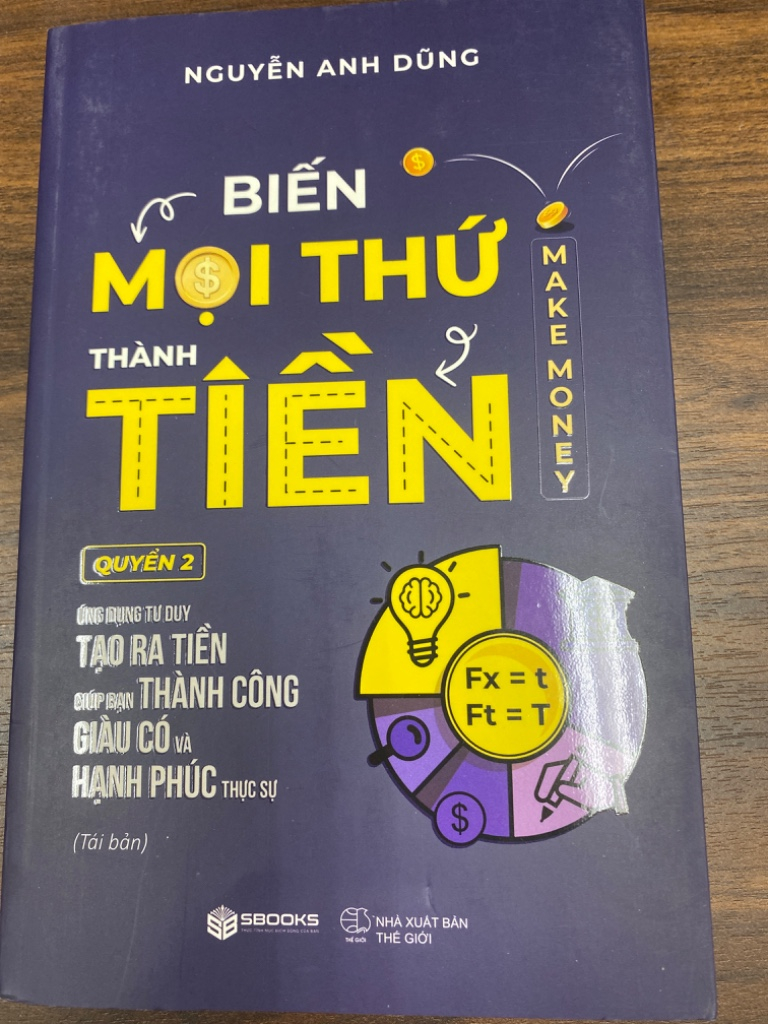 NGUYỄN ANH DŨNG
BIẾN
MỌI THỨ
THÀNH
TIỀN
MAKE MONEY
QUYỂN 2
ỨNG DỤNG TƯ DUY
TẠO RA TIỀN
GIÚP BẠN THÀNH CÔNG
GIÀU CÓ VÀ
HẠNH PHÚC THỰC SỰ
(Tái bản)
Fx = t
Ft = T
$
SBOOKS
THẾ GIỚI
NHÀ XUẤT BẢN
THẾ GIỚI